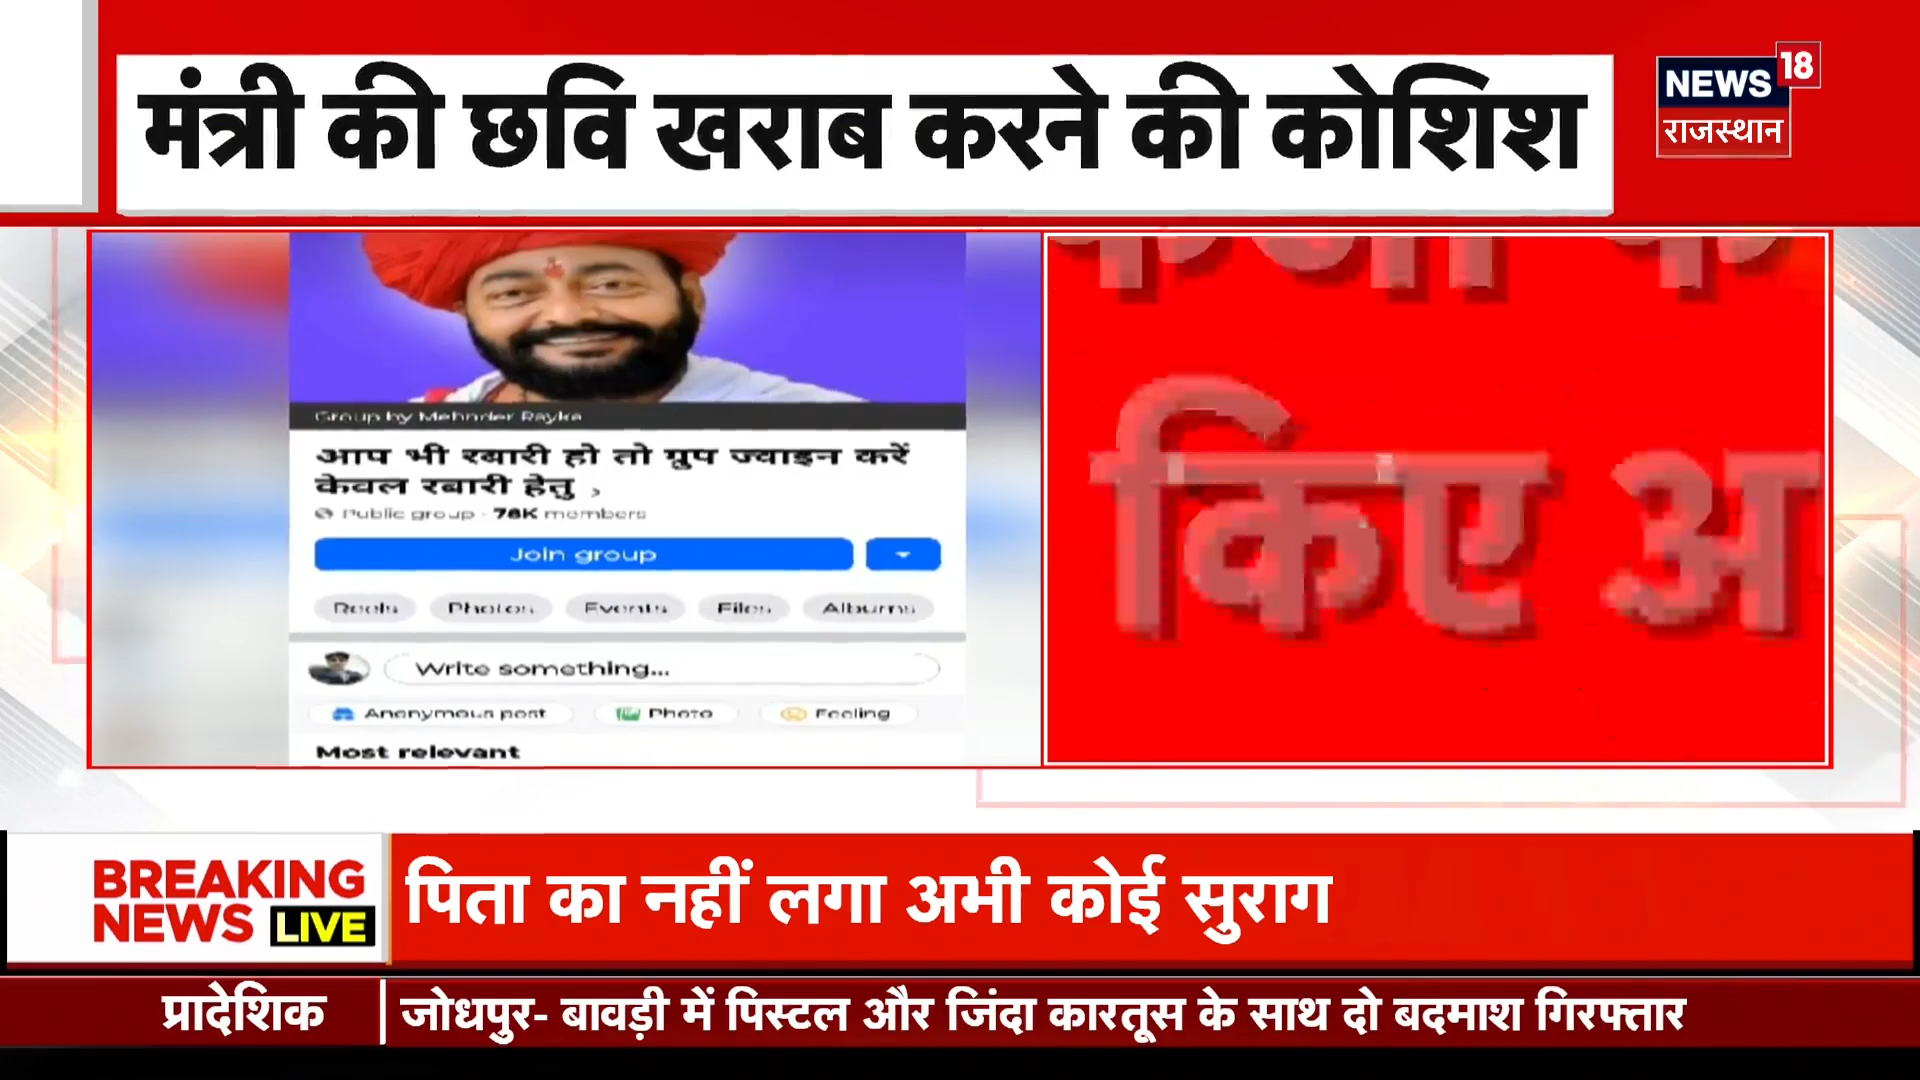 मंत्री की छवि खराब करने की कोशिश
NEWS 18
राजस्थान
Group by Mehnder Rayka
आप भी रबारी हो तो ग्रुप ज्वाइन करें
केवल रबारी हेतु
Public group · 78K members
Join group
Reels Photos Events Files Albums
Write something...
Anonymous post Photo Feeling
Most relevant
किए अ
BREAKING
NEWS LIVE
पिता का नहीं लगा अभी कोई सुराग
प्रादेशिक
जोधपुर- बावड़ी में पिस्टल और जिंदा कारतूस के साथ दो बदमाश गिरफ्तार